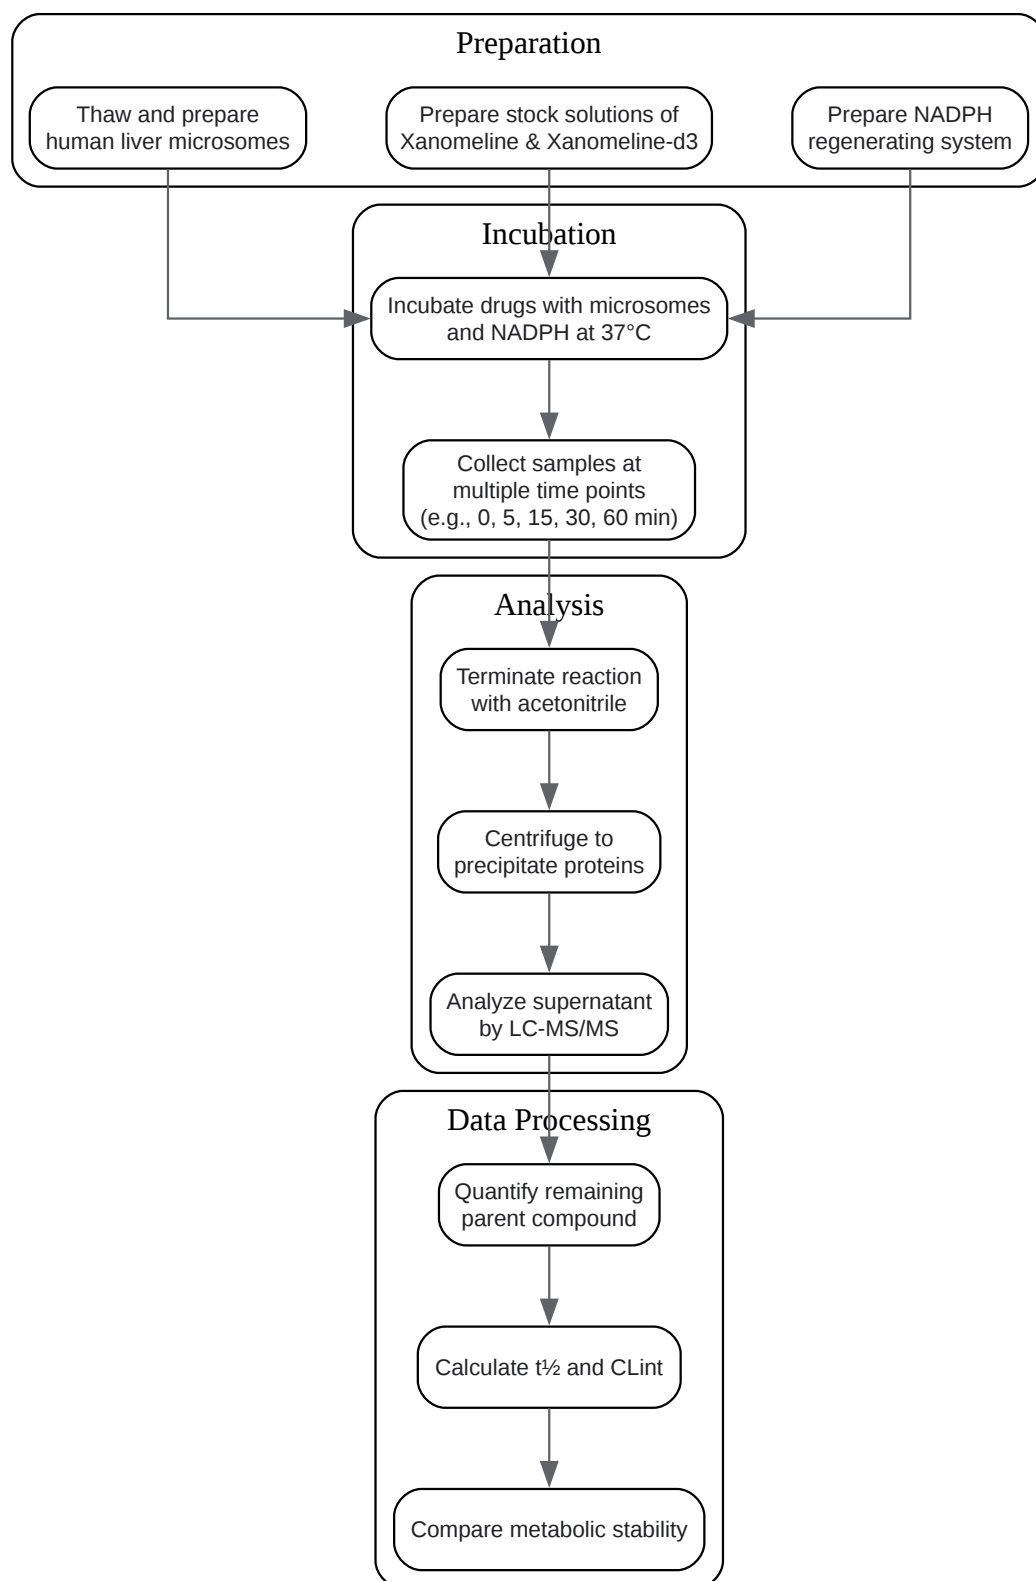 Preparation
Thaw and prepare
human liver microsomes
Prepare stock solutions of
Xanomeline & Xanomeline-d3
Prepare NADPH
regenerating system
Incubation
Incubate drugs with microsomes
and NADPH at 37°C
Collect samples at
multiple time points
(e.g., 0, 5, 15, 30, 60 min)
Analysis
Terminate reaction
with acetonitrile
Centrifuge to
precipitate proteins
Analyze supernatant
by LC-MS/MS
Data Processing
Quantify remaining
parent compound
Calculate t½ and CLint
Compare metabolic stability